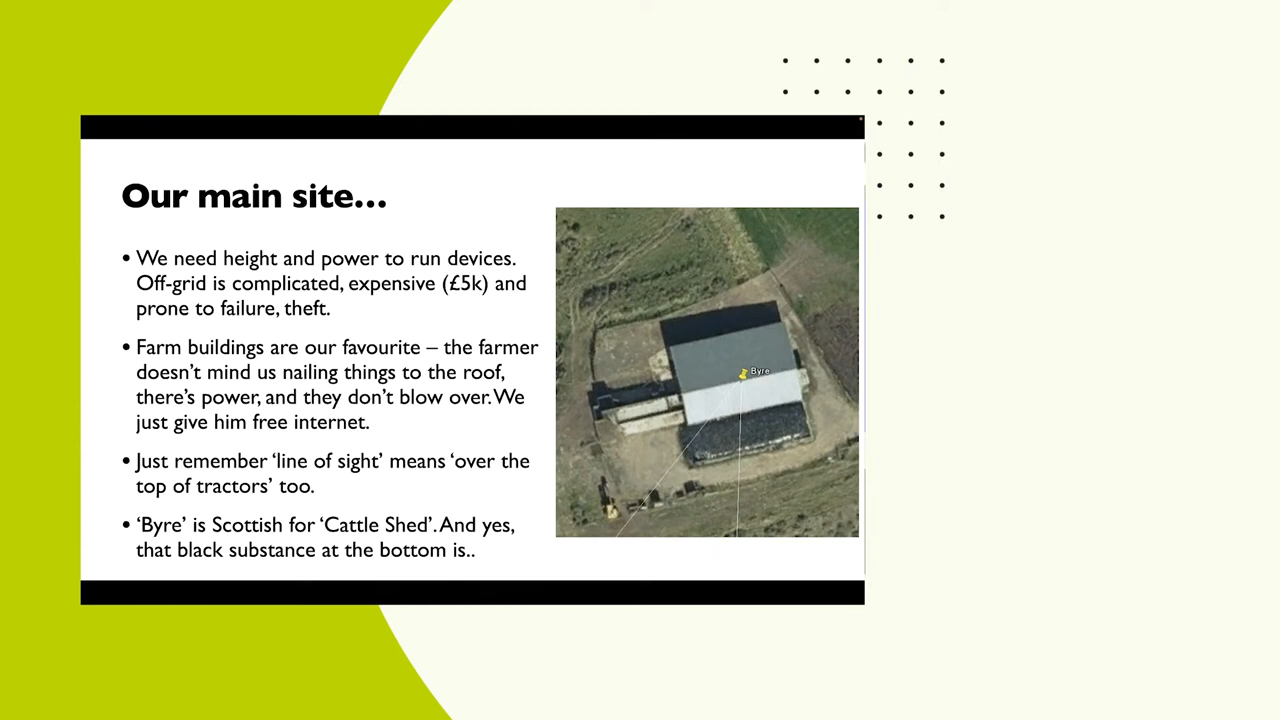 Our main site...
• We need height and power to run devices.
Off-grid is complicated, expensive (£5k) and
prone to failure, theft.
• Farm buildings are our favourite – the farmer
doesn’t mind us nailing things to the roof,
there’s power, and they don’t blow over. We
just give him free internet.
• Just remember ‘line of sight’ means ‘over the
top of tractors’ too.
• ‘Byre’ is Scottish for ‘Cattle Shed’. And yes,
that black substance at the bottom is..
Byre